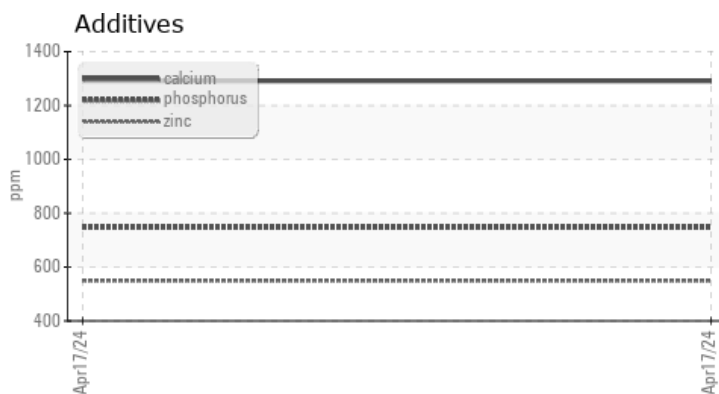 Additives
1400
1200
1000
800
600
400
ppm
calcium
phosphorus
zinc
Apr17/24
Apr17/24